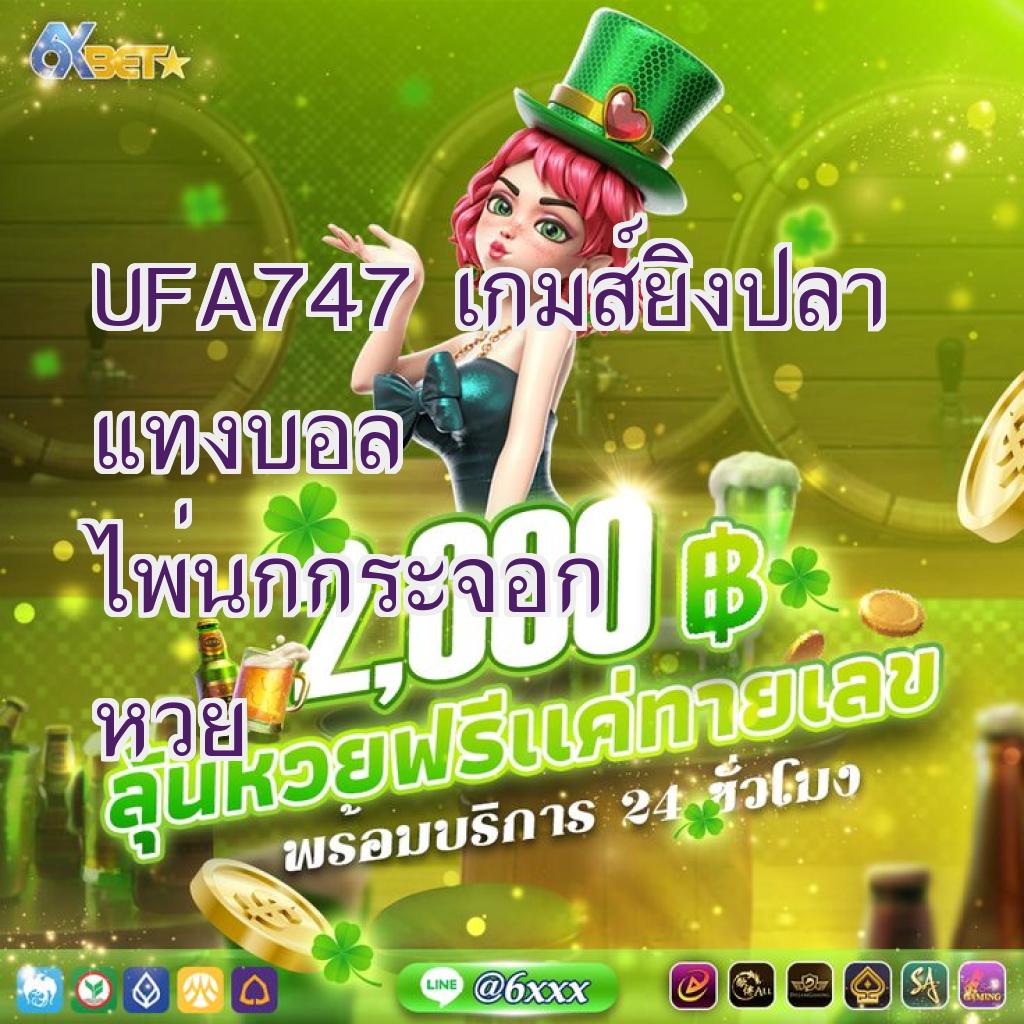 6XBET
UFA747 เกมส์ยิงปลา
แทงบอล
ไพ่นกกระจอก
หวย
฿
ลุ้นหวยฟรีแค่ทายเลข
พร้อมบริการ 24 ชั่วโมง
LINE @6xxx
ALL
SA
GAMING